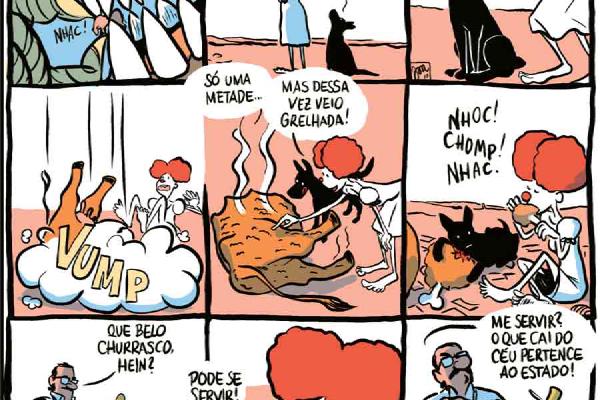 NHAC!
VUMP
SÓ UMA
METADE...
MAS DESSA
VEZ VEIO
GRELHADA!
NHOC!
CHOMP!
NHAC.
QUE BELO
CHURRASCO,
HEIN?
PODE SE
SERVIR!
ME SERVIR?
O QUE CAI DO
CÉU PERTENCE
AO ESTADO!